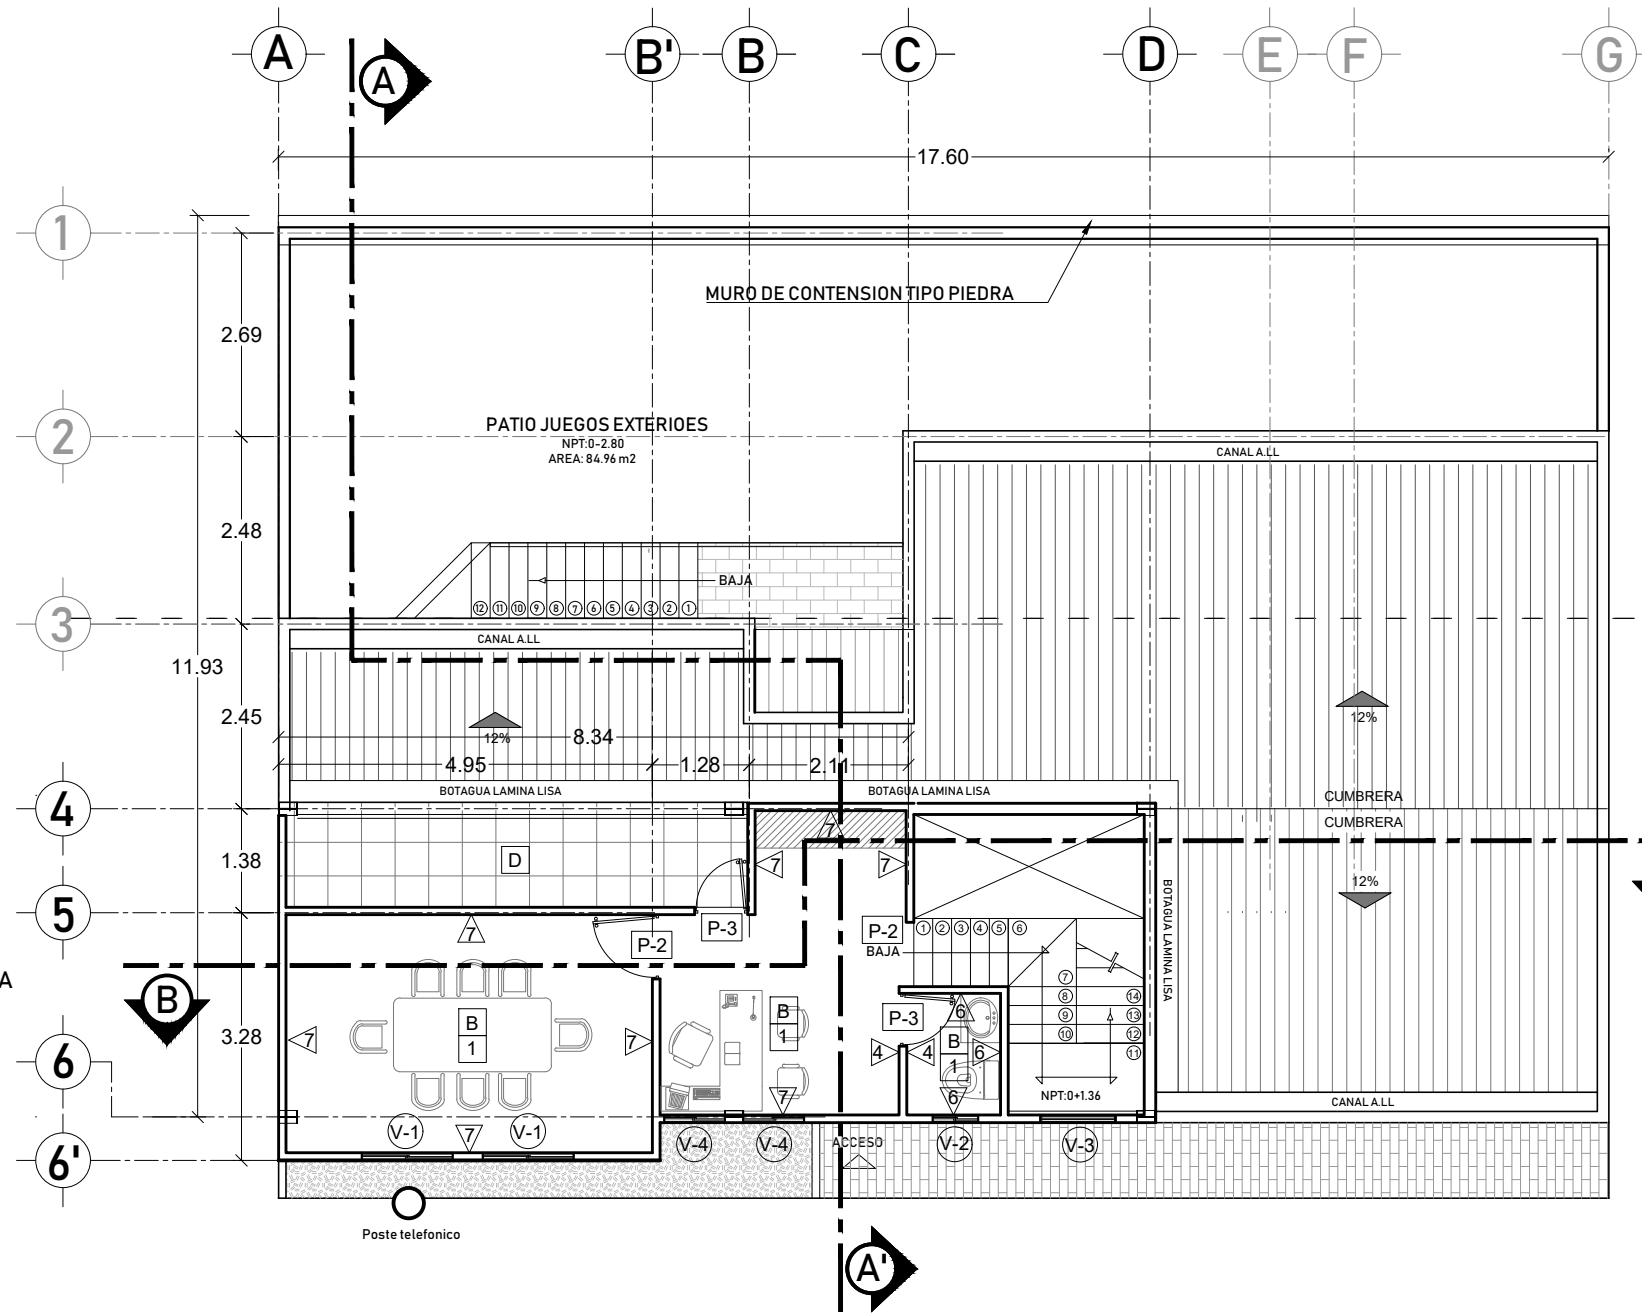 A B' B C D E F G
A
17.60
1
MURO DE CONTENSION TIPO PIEDRA
2.69
PATIO JUEGOS EXTERIOES
NPT:0-2.80
AREA: 84.96 m2
2
CANAL A.LL
2.48
BAJA
12 11 10 9 8 7 6 5 4 3 2 1
3
CANAL A.LL
11.93
2.45
12%
8.34
12%
4.95 1.28 2.11
BOTAGUA LAMINA LISA
BOTAGUA LAMINA LISA
CUMBRERA
4
CUMBRERA
7
1.38
D
7
7
12%
BOTAGUA LAMINA LISA
5
7
P-2
P-3
P-2
1 2 3 4 5 6
BAJA
A
B
7
8
9
10
14
13
12
11
B
1
7
7
3.28
B
1
P-3
6
4
4
B
1
6
6
6
7
NPT:0+1.36
CANAL A.LL
V-1
7
V-1
V-4
V-4
ACCESO
V-2
V-3
6'
Poste telefonico
A'